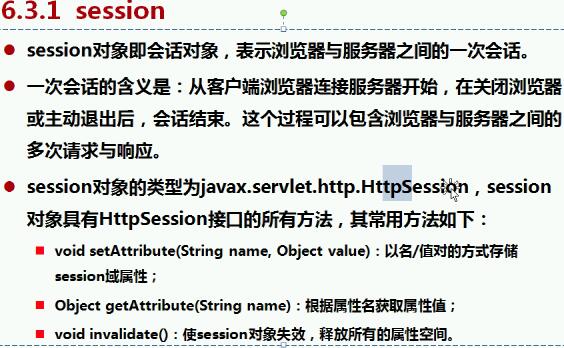 6.3.1 session
session对象即会话对象，表示浏览器与服务器之间的一次会话。
一次会话的含义是：从客户端浏览器连接服务器开始，在关闭浏览器
或主动退出后，会话结束。这个过程可以包含浏览器与服务器之间的
多次请求与响应。
session对象的类型为javax.servlet.http.HttpSession，session
对象具有HttpSession接口的所有方法，其常用方法如下：
void setAttribute(String name, Object value)：以名/值对的方式存储
session域属性；
Object getAttribute(String name)：根据属性名获取属性值；
void invalidate()：使session对象失效，释放所有的属性空间。